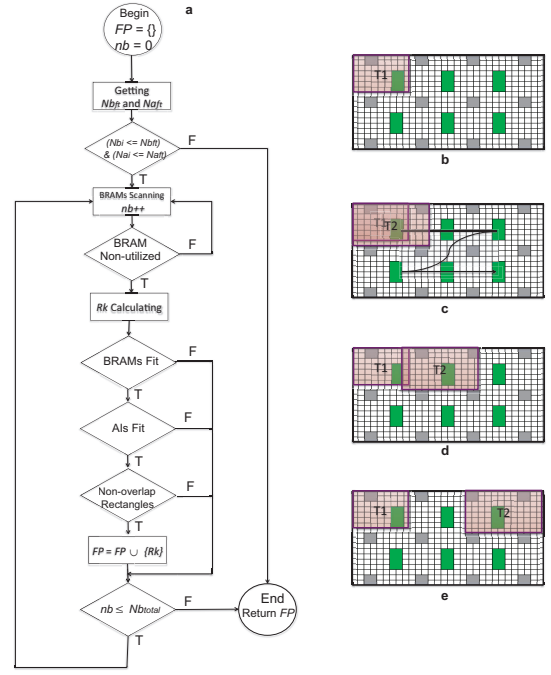 a
Begin
FP = {}
nb = 0
Getting
Nbft and Naft
(Nbi <= Nbft)
& (Nai <= Naft)
F
T
BRAMs Scanning
nb++
BRAM
Non-utilized
F
T
Rk Calculating
BRAMs Fit
F
T
Als Fit
F
T
Non-overlap
Rectangles
F
T
FP = FP ∪ {Rk}
nb ≤ Nbtotal
F
T
End
Return FP
T1
b
T2
c
T1
T2
d
T1
T2
e